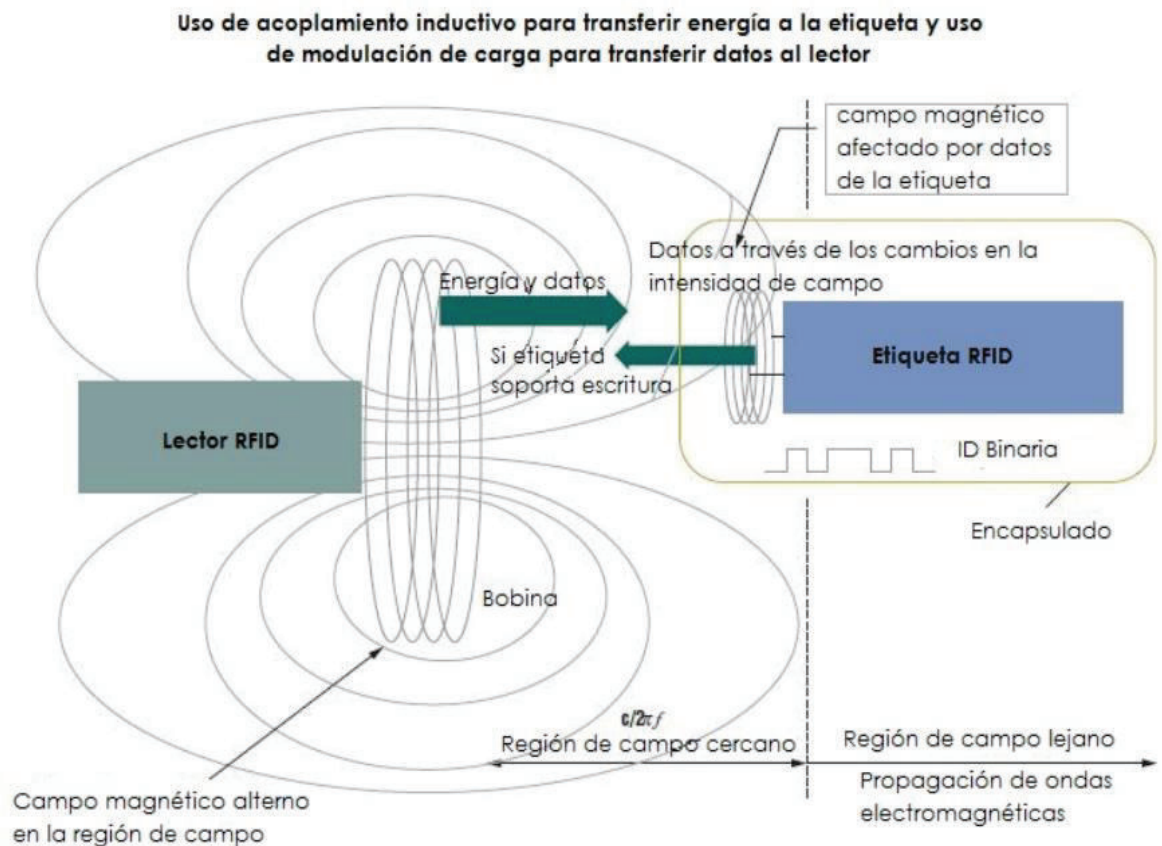 Uso de acoplamiento inductivo para transferir energía a la etiqueta y uso
de modulación de carga para transferir datos al lector
campo magnético
afectado por datos
de la etiqueta
Datos a través de los cambios en la
intensidad de campo
Energía y datos
Si etiqueta
soporta escritura
Etiqueta RFID
Lector RFID
ID Binaria
Encapsulado
Bobina
c/2πf
Región de campo cercano
Región de campo lejano
Propagación de ondas
electromagnéticas
Campo magnético alterno
en la región de campo